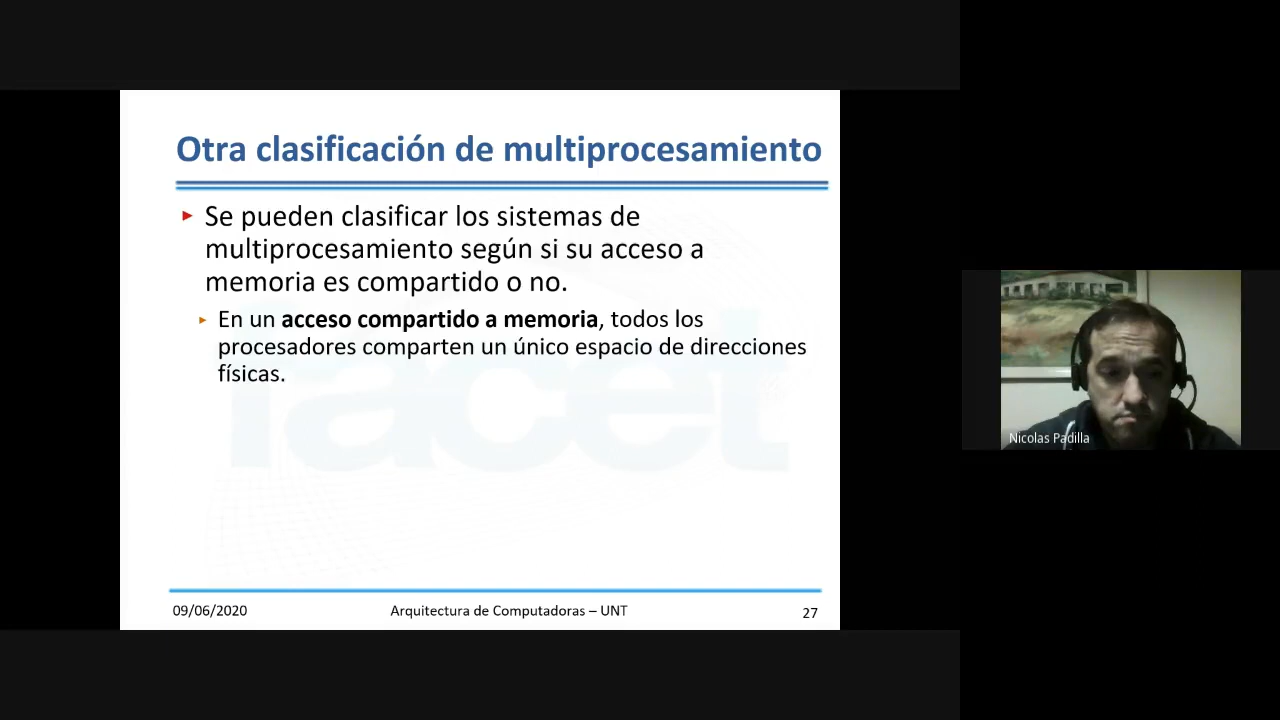 Otra clasificación de multiprocesamiento
Se pueden clasificar los sistemas de
multiprocesamiento según si su acceso a
memoria es compartido o no.
En un acceso compartido a memoria, todos los
procesadores comparten un único espacio de direcciones
físicas.
facet
09/06/2020
Arquitectura de Computadoras – UNT
27
Nicolas Padilla